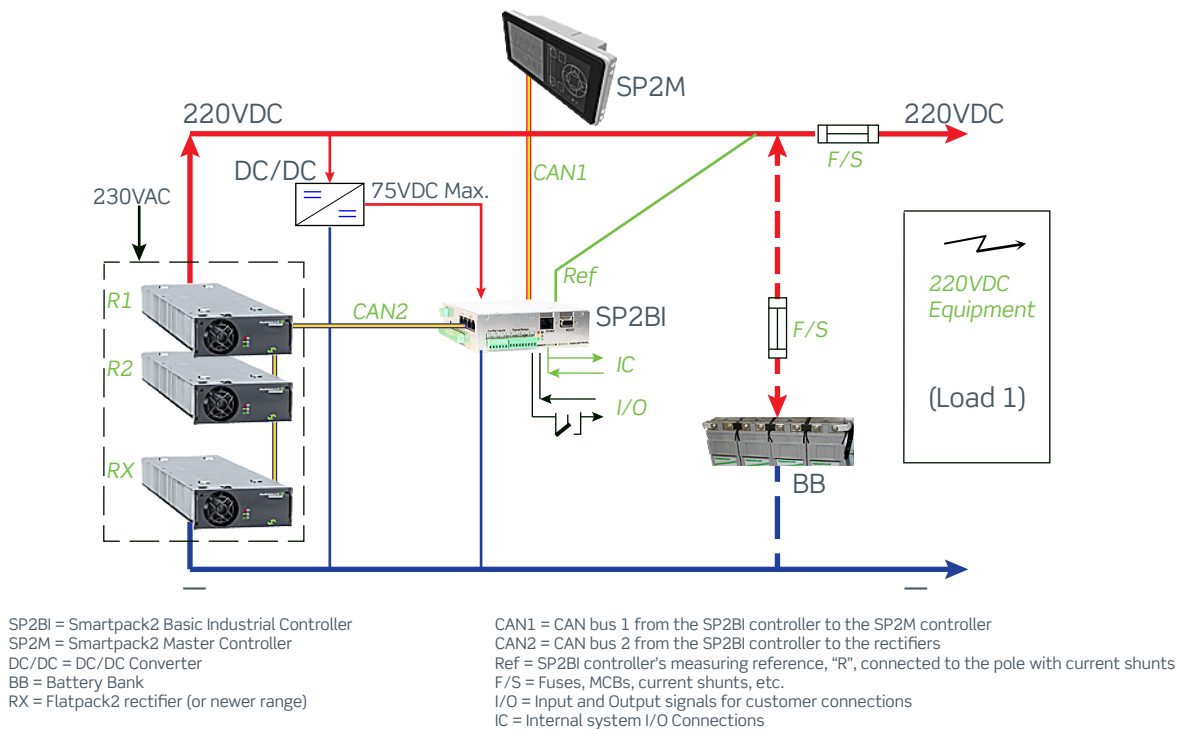 SP2M
220VDC
220VDC
F/S
DC/DC
CAN1
75VDC Max.
230VAC
Ref
R1
CAN2
SP2BI
220VDC
Equipment
F/S
R2
IC
(Load 1)
I/O
RX
BB
SP2BI = Smartpack2 Basic Industrial Controller
SP2M = Smartpack2 Master Controller
DC/DC = DC/DC Converter
BB = Battery Bank
RX = Flatpack2 rectifier (or newer range)
CAN1 = CAN bus 1 from the SP2BI controller to the SP2M controller
CAN2 = CAN bus 2 from the SP2BI controller to the rectifiers
Ref = SP2BI controller's measuring reference, “R”, connected to the pole with current shunts
F/S = Fuses, MCBs, current shunts, etc.
I/O = Input and Output signals for customer connections
IC = Internal system I/O Connections